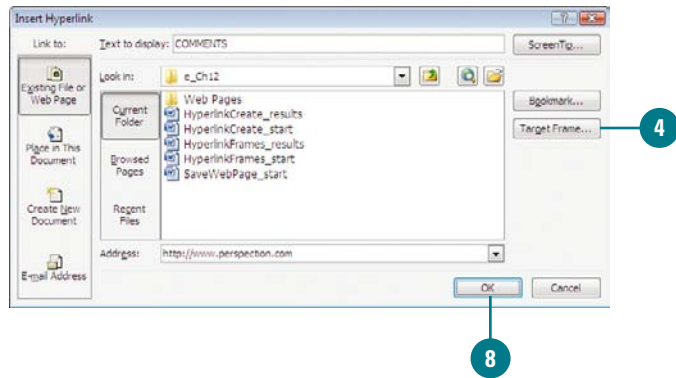 Insert Hyperlink
Link to:
Text to display: COMMENTS
ScreenTip...
Existing File or
Web Page
Look in:
e_Ch12
Current
Folder
Web Pages
HyperlinkCreate_results
HyperlinkCreate_start
HyperlinkFrames_results
HyperlinkFrames_start
SaveWebPage_start
Bookmark...
Target Frame...
4
Place in This
Document
Browsed
Pages
Create New
Document
Recent
Files
Address:
http://www.perspection.com
E-mail Address
OK
Cancel
8